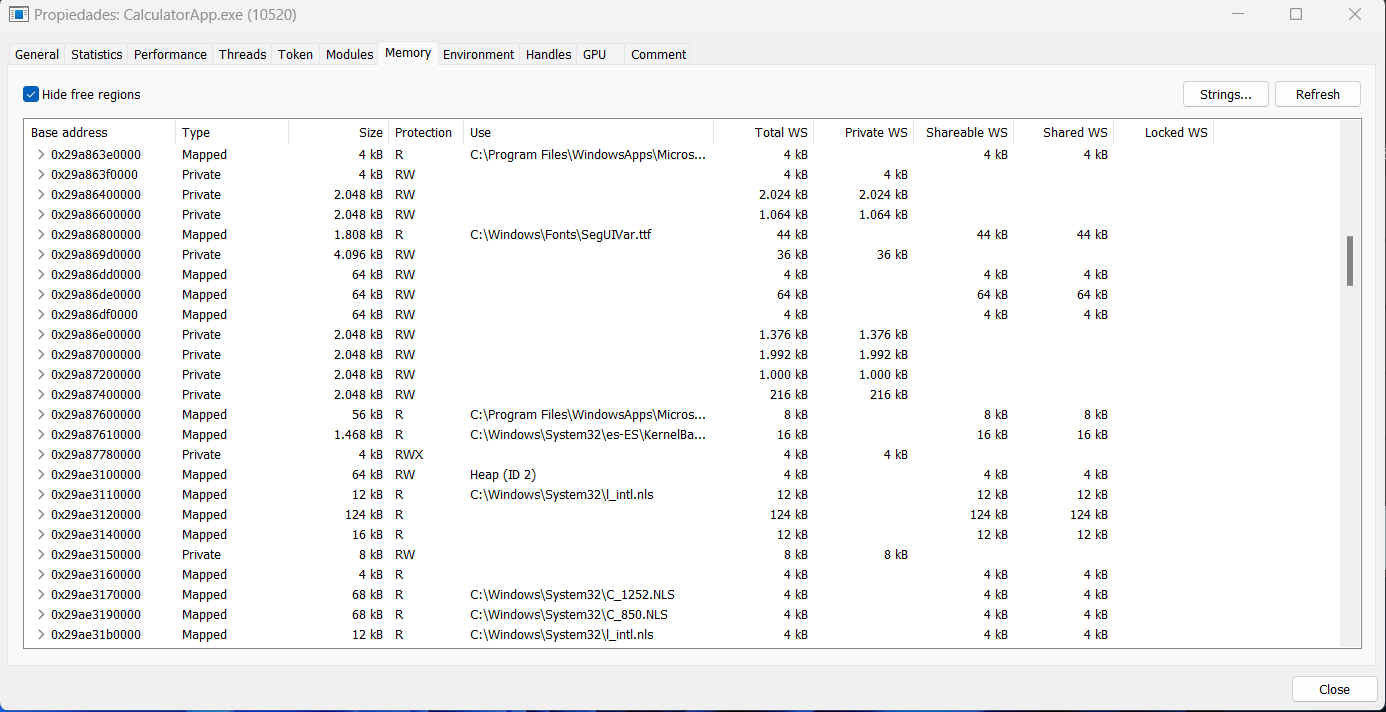 Propiedades: CalculatorApp.exe (10520)
General Statistics Performance Threads Token Modules Memory Environment Handles GPU Comment
Hide free regions Strings... Refresh
Base address Type Size Protection Use Total WS Private WS Shareable WS Shared WS Locked WS
0x29a863e0000 Mapped 4 kB R C:\Program Files\WindowsApps\Micros... 4 kB 4 kB 4 kB
0x29a863f0000 Private 4 kB RW 4 kB 4 kB
0x29a86400000 Private 2.048 kB RW 2.024 kB 2.024 kB
0x29a86600000 Private 2.048 kB RW 1.064 kB 1.064 kB
0x29a86800000 Mapped 1.808 kB R C:\Windows\Fonts\SegUIVar.ttf 44 kB 44 kB 44 kB
0x29a869d0000 Private 4.096 kB RW 36 kB 36 kB
0x29a86dd0000 Mapped 64 kB RW 4 kB 4 kB 4 kB
0x29a86de0000 Mapped 64 kB RW 64 kB 64 kB 64 kB
0x29a86df0000 Mapped 64 kB RW 4 kB 4 kB 4 kB
0x29a86e00000 Private 2.048 kB RW 1.376 kB 1.376 kB
0x29a87000000 Private 2.048 kB RW 1.992 kB 1.992 kB
0x29a87200000 Private 2.048 kB RW 1.000 kB 1.000 kB
0x29a87400000 Private 2.048 kB RW 216 kB 216 kB
0x29a87600000 Mapped 56 kB R C:\Program Files\WindowsApps\Micros... 8 kB 8 kB 8 kB
0x29a87610000 Mapped 1.468 kB R C:\Windows\System32\es-ES\KernelBa... 16 kB 16 kB 16 kB
0x29a87780000 Private 4 kB RWX 4 kB 4 kB
0x29ae3100000 Mapped 64 kB RW Heap (ID 2) 4 kB 4 kB 4 kB
0x29ae3110000 Mapped 12 kB R C:\Windows\System32\l_intl.nls 12 kB 12 kB 12 kB
0x29ae3120000 Mapped 124 kB R 124 kB 124 kB 124 kB
0x29ae3140000 Mapped 16 kB R 12 kB 12 kB 12 kB
0x29ae3150000 Private 8 kB RW 8 kB 8 kB
0x29ae3160000 Mapped 4 kB R 4 kB 4 kB 4 kB
0x29ae3170000 Mapped 68 kB R C:\Windows\System32\C_1252.NLS 4 kB 4 kB 4 kB
0x29ae3190000 Mapped 68 kB R C:\Windows\System32\C_850.NLS 4 kB 4 kB 4 kB
0x29ae31b0000 Mapped 12 kB R C:\Windows\System32\l_intl.nls 4 kB 4 kB 4 kB
Close